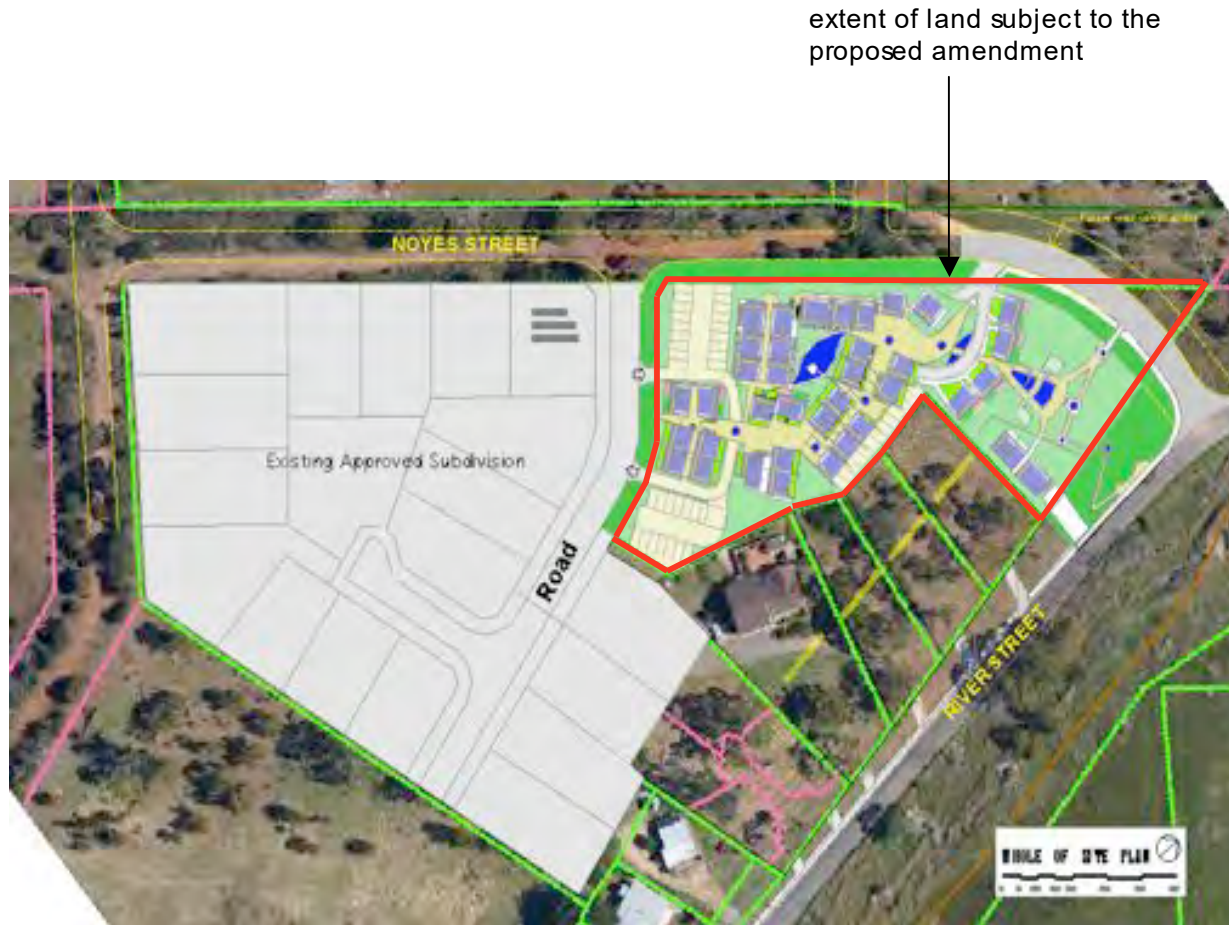 extent of land subject to the
proposed amendment
NOYES STREET
Existing Approved Subdivision
Road
RIVER STREET
WHOLE OF SITE PLAN